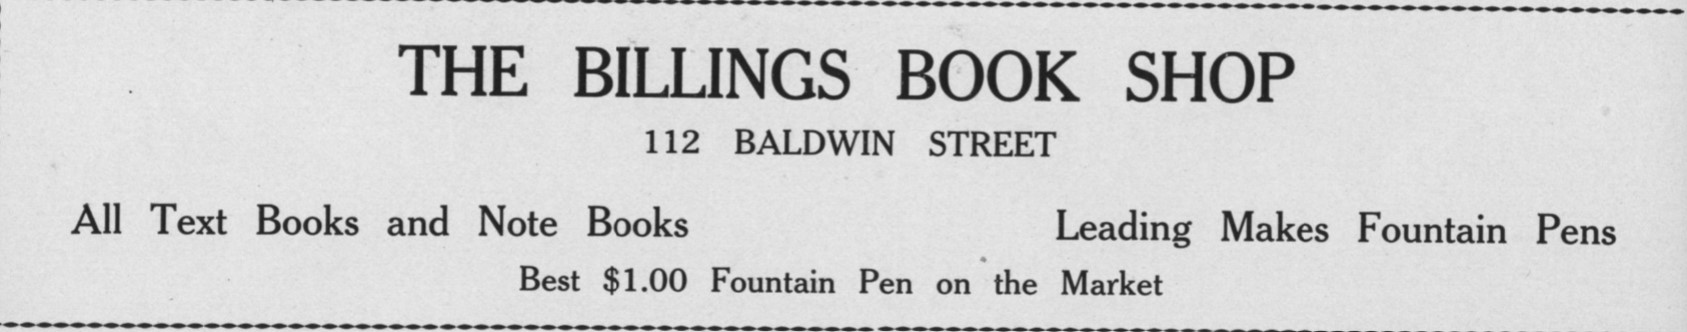 THE BILLINGS BOOK SHOP
112 BALDWIN STREET
All Text Books and Note Books Leading Makes Fountain Pens
Best $1.00 Fountain Pen on the Market